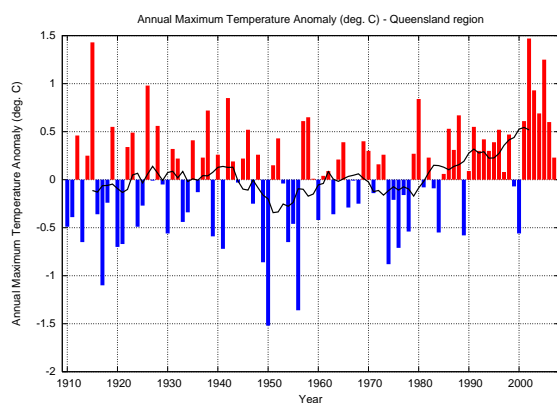 Annual Maximum Temperature Anomaly (deg. C) - Queensland region
Annual Maximum Temperature Anomaly (deg. C)
1.5
1
0.5
0
-0.5
-1
-1.5
-2
1910 1920 1930 1940 1950 1960 1970 1980 1990 2000
Year